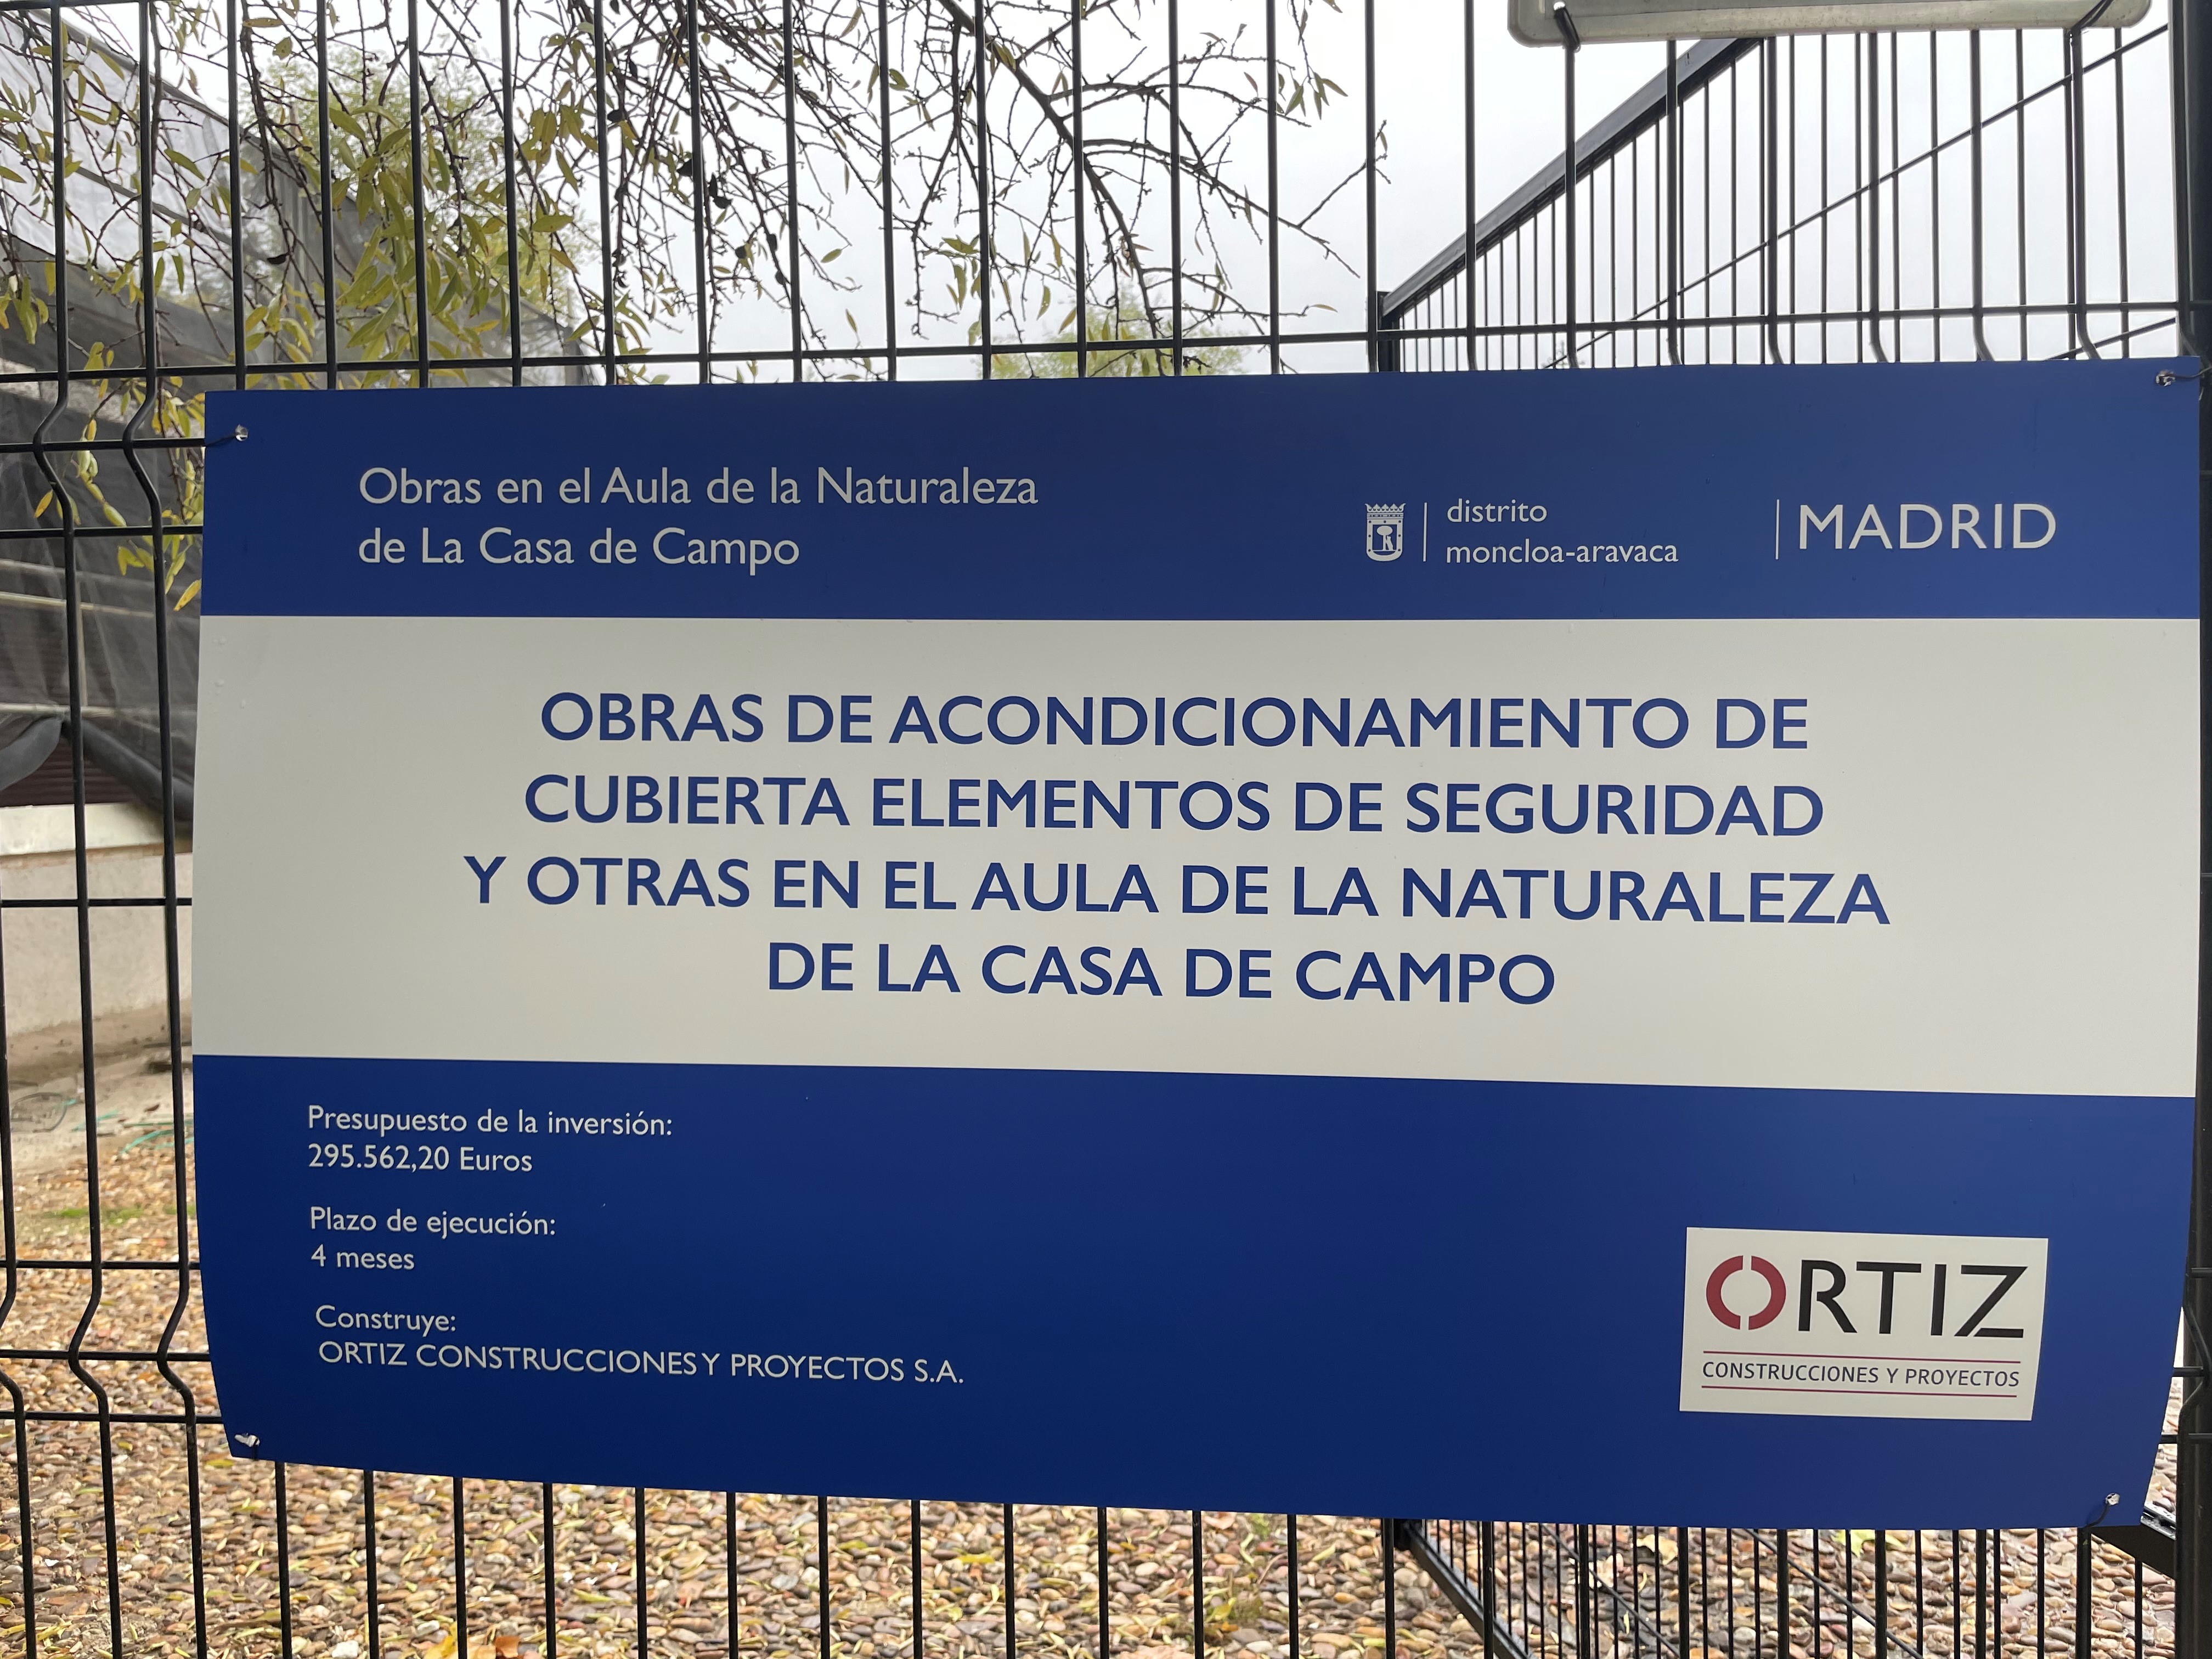 Obras en el Aula de la Naturaleza
de La Casa de Campo
distrito
moncloa-aravaca
MADRID
OBRAS DE ACONDICIONAMIENTO DE
CUBIERTA ELEMENTOS DE SEGURIDAD
Y OTRAS EN EL AULA DE LA NATURALEZA
DE LA CASA DE CAMPO
Presupuesto de la inversión:
295.562,20 Euros
Plazo de ejecución:
4 meses
Construye:
ORTIZ CONSTRUCCIONES Y PROYECTOS S.A.
ORTIZ
CONSTRUCCIONES Y PROYECTOS